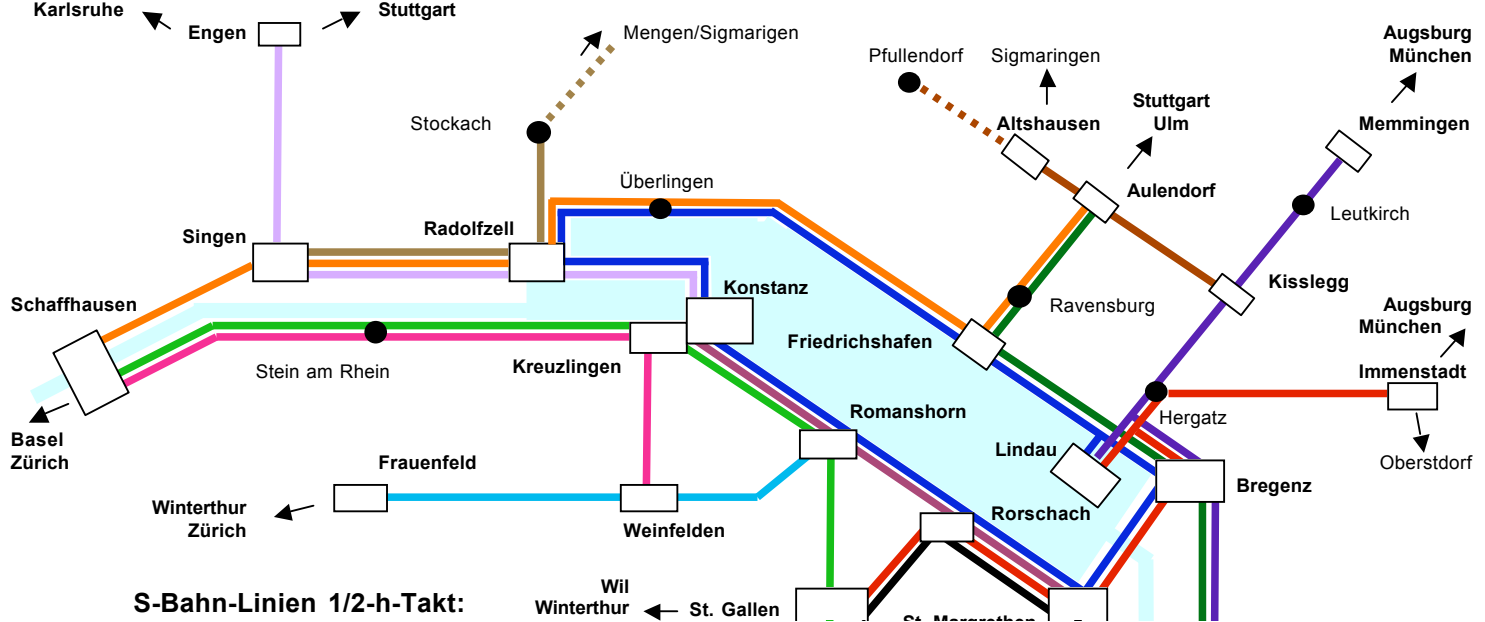 Karlsruhe
Stuttgart
Engen
Mengen/Sigmarigen
Pfullendorf
Sigmaringen
Augsburg
München
Stockach
Altshausen
Stuttgart
Ulm
Memmingen
Überlingen
Aulendorf
Leutkirch
Singen
Radolfzell
Kisslegg
Schaffhausen
Konstanz
Ravensburg
Augsburg
München
Friedrichshafen
Stein am Rhein
Kreuzlingen
Immenstadt
Romanshorn
Hergatz
Basel
Zürich
Lindau
Frauenfeld
Oberstdorf
Bregenz
Winterthur
Zürich
Weinfelden
Rorschach
S-Bahn-Linien 1/2-h-Takt:
Wil
Winterthur
St. Gallen
St. Margrethen